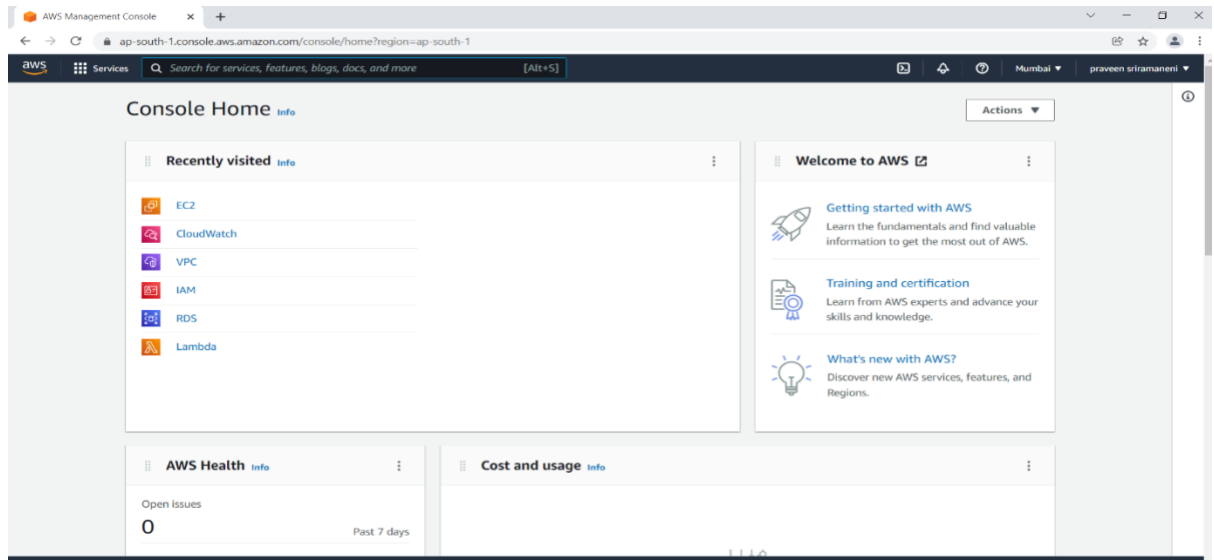 AWS Management Console
ap-south-1.console.aws.amazon.com/console/home?region=ap-south-1
aws Services Search for services, features, blogs, docs, and more [Alt+S] Mumbai praveen sriramaneni
Console Home Info
Actions
Recently visited Info
EC2
CloudWatch
VPC
IAM
RDS
Lambda
Welcome to AWS
Getting started with AWS
Learn the fundamentals and find valuable
information to get the most out of AWS.
Training and certification
Learn from AWS experts and advance your
skills and knowledge.
What's new with AWS?
Discover new AWS services, features, and
Regions.
AWS Health Info
Open issues
0 Past 7 days
Cost and usage Info